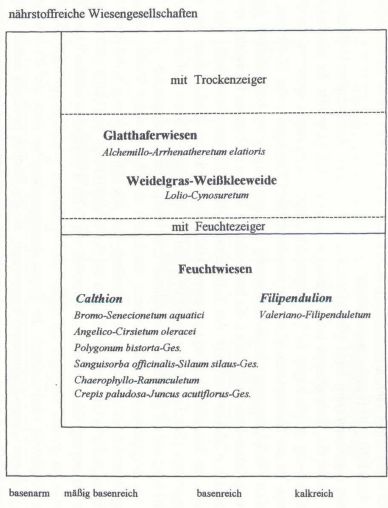 nährstoffreiche Wiesengesellschaften
mit Trockenzeiger
Glatthaferwiesen
Alchemillo-Arrhenatheretum elatioris
Weidelgras-Weißkleeweide
Lolio-Cynosuretum
mit Feuchtezeiger
Feuchtwiesen
Calthion Filipendulion
Bromo-Senecionetum aquatici Valeriano-Filipenduletum
Angelico-Cirsietum oleracei
Polygonum bistorta-Ges.
Sanguisorba officinalis-Silaum silaus-Ges.
Chaerophyllo-Ranunculetum
Crepis paludosa-Juncus acutiflorus-Ges.
basenarm mäßig basenreich basenreich kalkreich